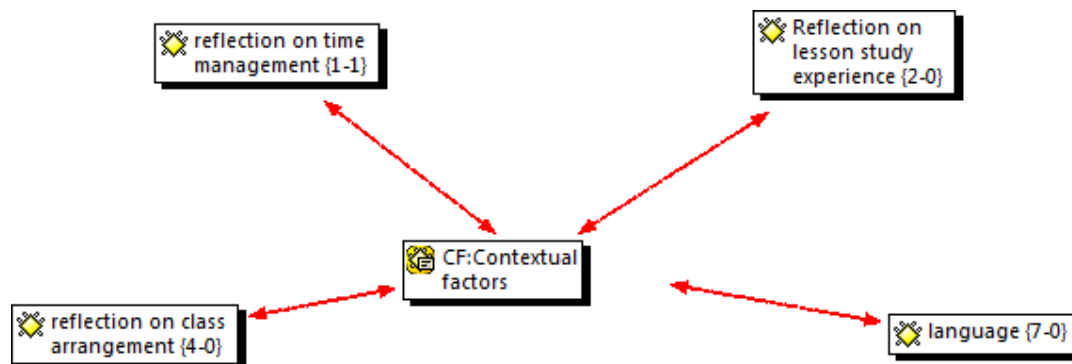 reflection on time
management {1-1}
Reflection on
lesson study
experience {2-0}
CF:Contextual
factors
reflection on class
arrangement {4-0}
language {7-0}